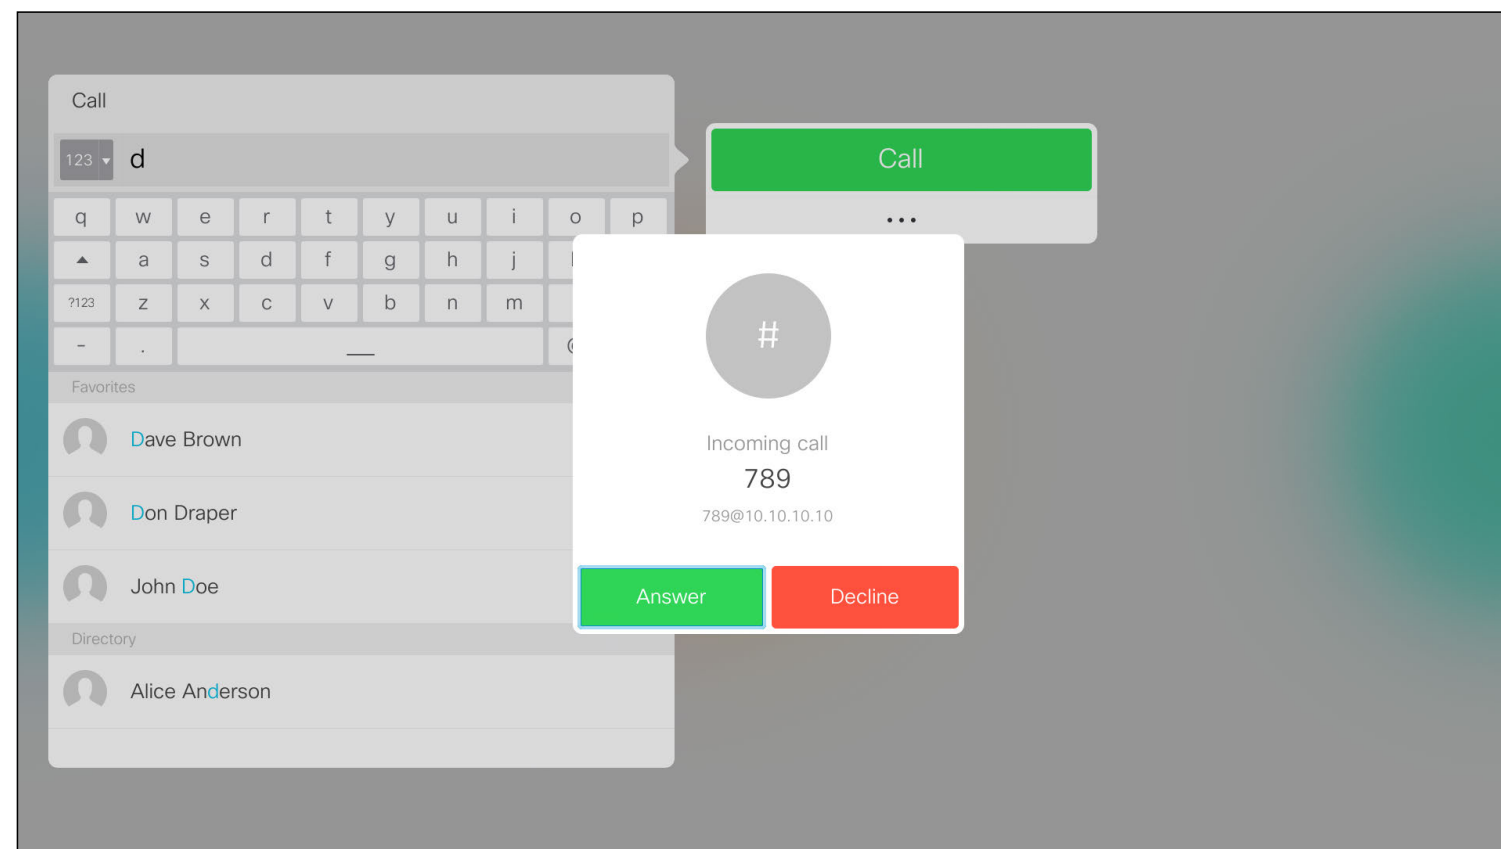 Call
123 d
q w e r t y u i o p
a s d f g h j
?123 z x c v b n m
- .
Favorites
Dave Brown
Don Draper
John Doe
Directory
Alice Anderson
Call
...
#
Incoming call
789
789@10.10.10.10
Answer Decline